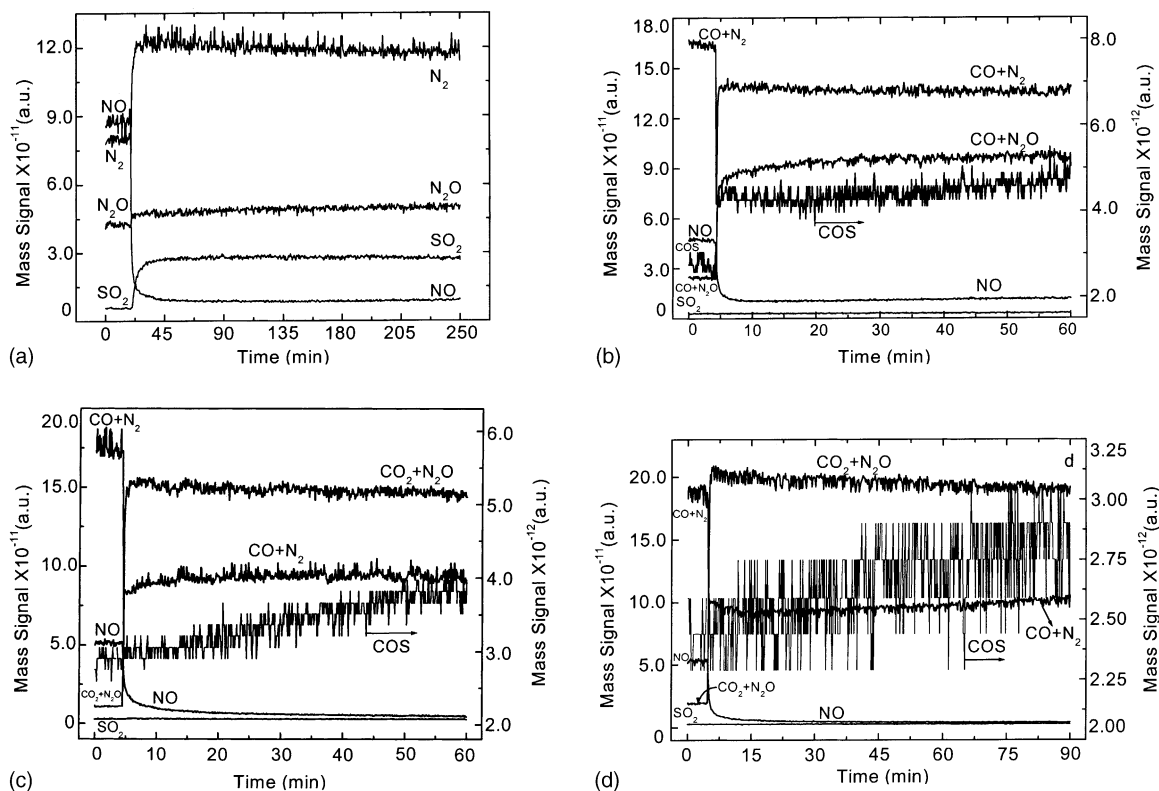 12.0
9.0
6.0
3.0
0
Mass Signal X10⁻¹¹(a.u.)
NO
N₂
N₂O
SO₂
N₂
N₂O
SO₂
NO
0 45 90 135 180 205 250
Time (min)
(a)
18.0
16.0
14.0
12.0
9.0
6.0
3.0
0
Mass Signal X10⁻¹¹(a.u.)
CO+N₂
NO
COS
CO+N₂O
SO₂
CO+N₂
CO+N₂O
COS
NO
8.0
6.0
4.0
2.0
Mass Signal X10⁻¹²(a.u.)
0 10 20 30 40 50 60
Time (min)
(b)
20.0
15.0
10.0
5.0
0
Mass Signal X10⁻¹¹(a.u.)
CO+N₂
NO
CO₂+N₂O
SO₂
CO₂+N₂O
CO+N₂
COS
NO
6.0
5.0
4.0
3.0
2.0
Mass Signal X10⁻¹²(a.u.)
0 10 20 30 40 50 60
Time (min)
(c)
20.0
15.0
10.0
5.0
0
Mass Signal X10⁻¹¹(a.u.)
CO+N₂
NO
SO₂
CO₂+N₂O
CO₂+N₂O
d
CO+N₂
COS
NO
3.25
3.00
2.75
2.50
2.25
2.00
Mass Signal X10⁻¹²(a.u.)
0 15 30 45 60 75 90
Time (min)
(d)